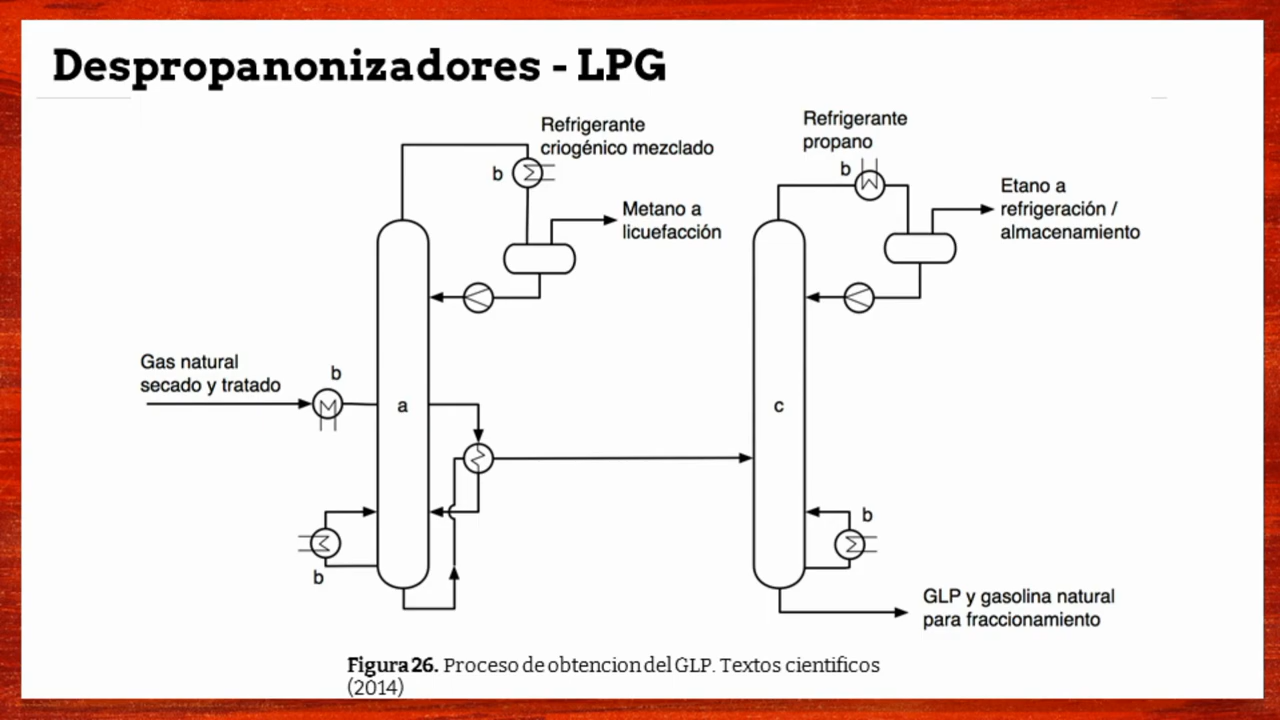 Despropanonizadores - LPG
Refrigerante
criogénico mezclado
b
Metano a
licuefacción
Refrigerante
propano
b
Etano a
refrigeración /
almacenamiento
Gas natural
secado y tratado
b
a
c
b
b
GLP y gasolina natural
para fraccionamiento
Figura 26. Proceso de obtencion del GLP. Textos cientificos
(2014)